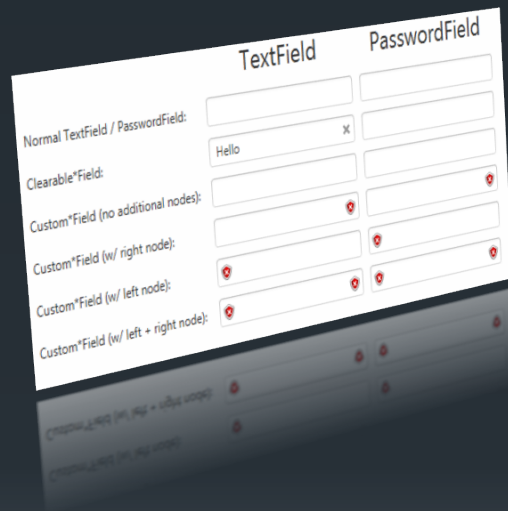 TextField PasswordField
Normal TextField / PasswordField:
Clearable*Field: Hello
Custom*Field (no additional nodes):
Custom*Field (w/ right node):
Custom*Field (w/ left node):
Custom*Field (w/ left + right node):